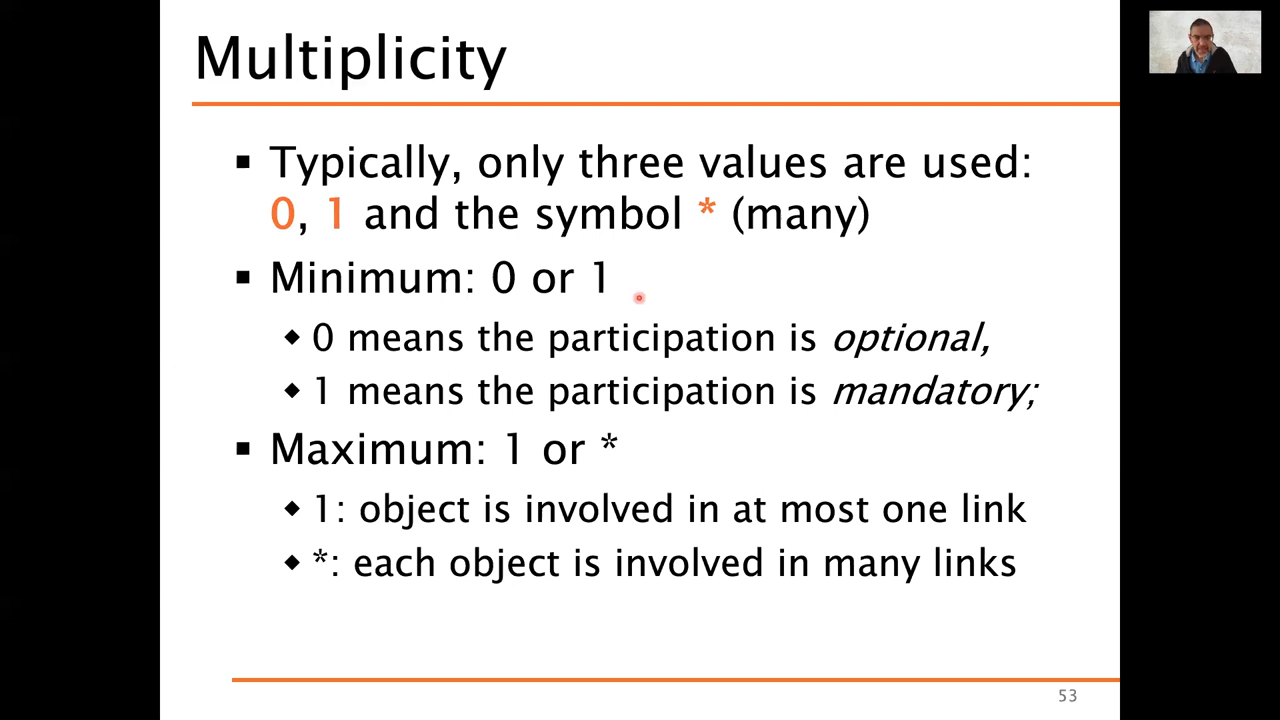 Multiplicity
▪ Typically, only three values are used:
0, 1 and the symbol * (many)
▪ Minimum: 0 or 1
◆ 0 means the participation is optional,
◆ 1 means the participation is mandatory;
▪ Maximum: 1 or *
◆ 1: object is involved in at most one link
◆ *: each object is involved in many links
53